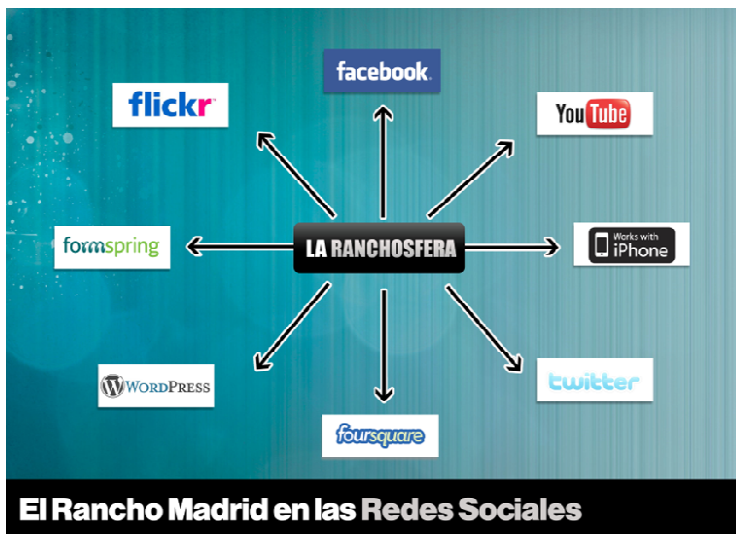 facebook
flickr
YouTube
formspring
LA RANCHOSFERA
Works with
iPhone
WORDPRESS
twitter
foursquare
El Rancho Madrid en las Redes Sociales